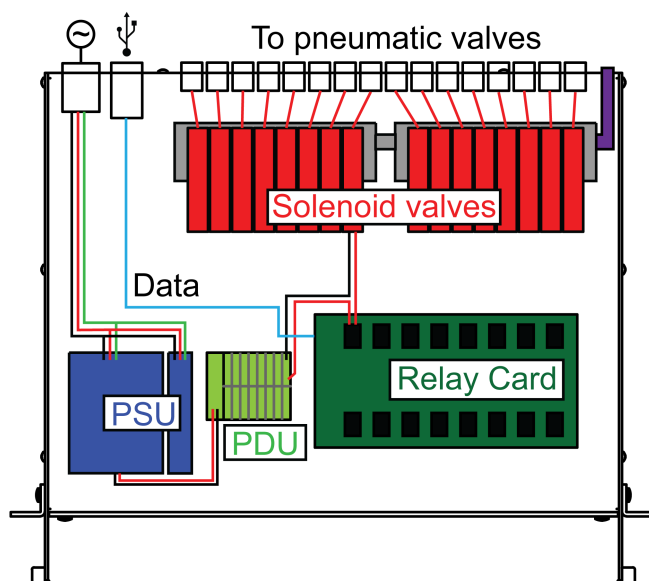 To pneumatic valves
Solenoid valves
Data
Relay Card
PSU
PDU